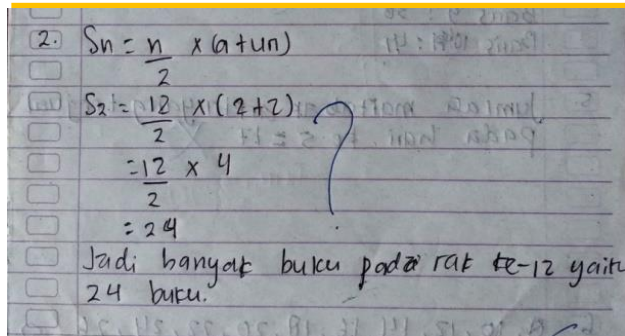 2. Sn = n/2 x (a+Un)
S2 = 12/2 x (2+2)
= 12/2 x 4
= 24
Jadi banyak buku pada rak ke-12 yaitu
24 buku.